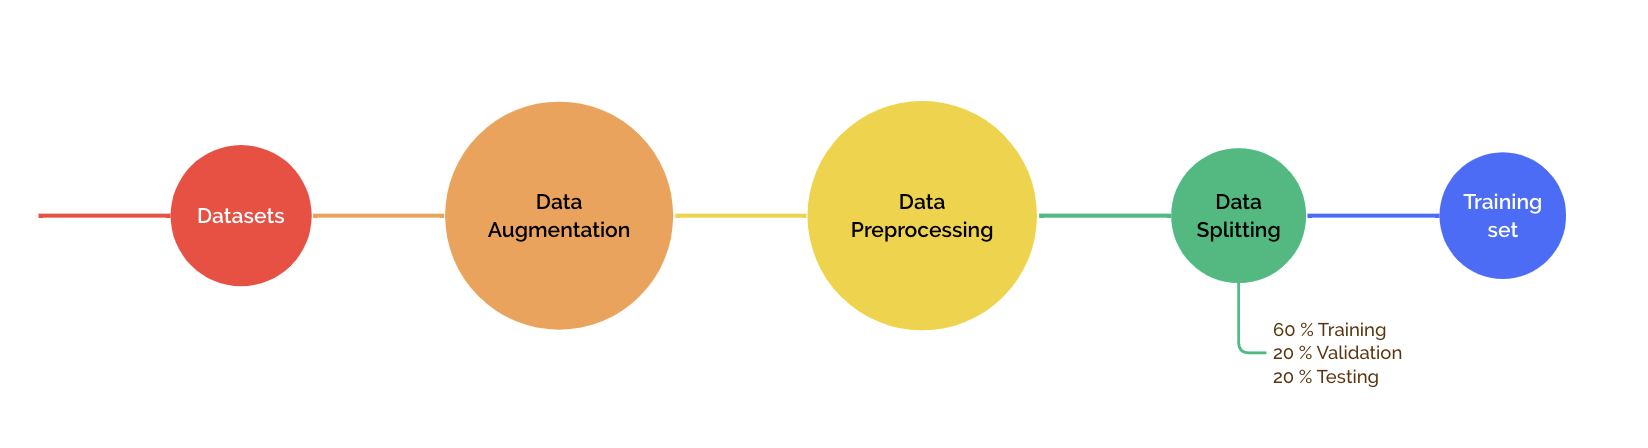 Datasets
Data
Augmentation
Data
Preprocessing
Data
Splitting
Training
set
60 % Training
20 % Validation
20 % Testing